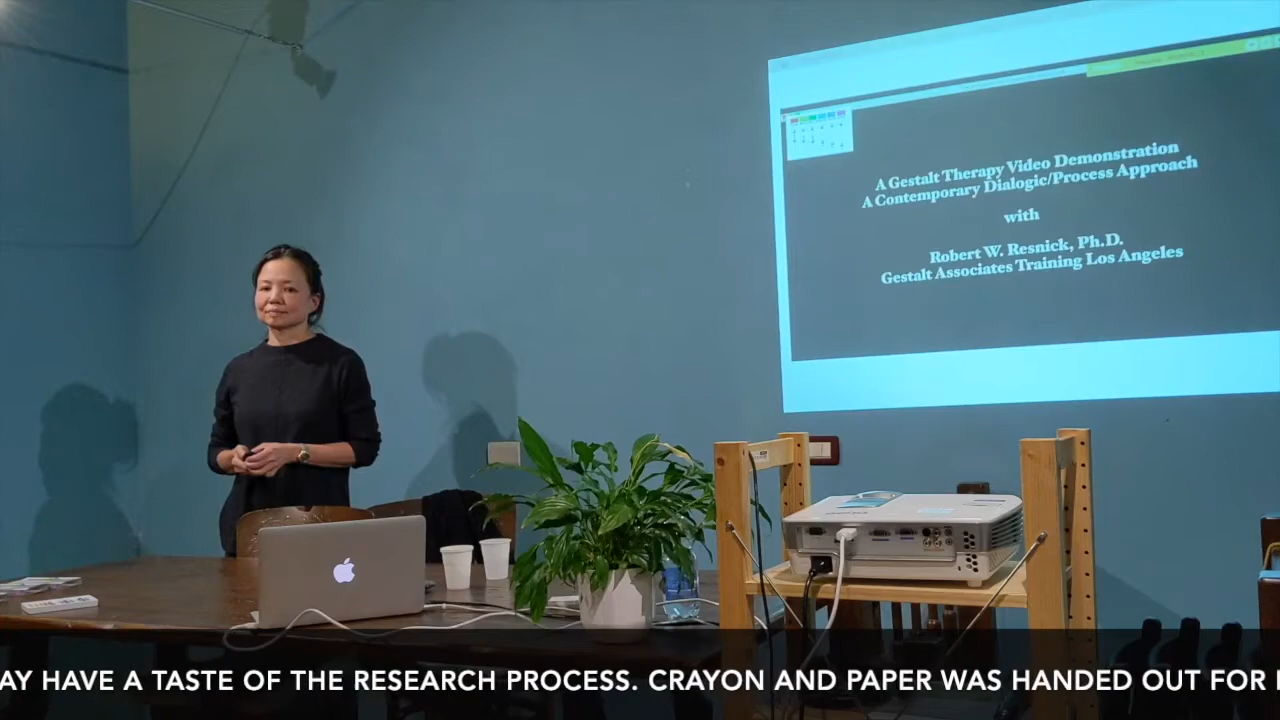 A Gestalt Therapy Video Demonstration
A Contemporary Dialogic/Process Approach
with
Robert W. Resnick, Ph.D.
Gestalt Associates Training Los Angeles
AY HAVE A TASTE OF THE RESEARCH PROCESS. CRAYON AND PAPER WAS HANDED OUT FOR